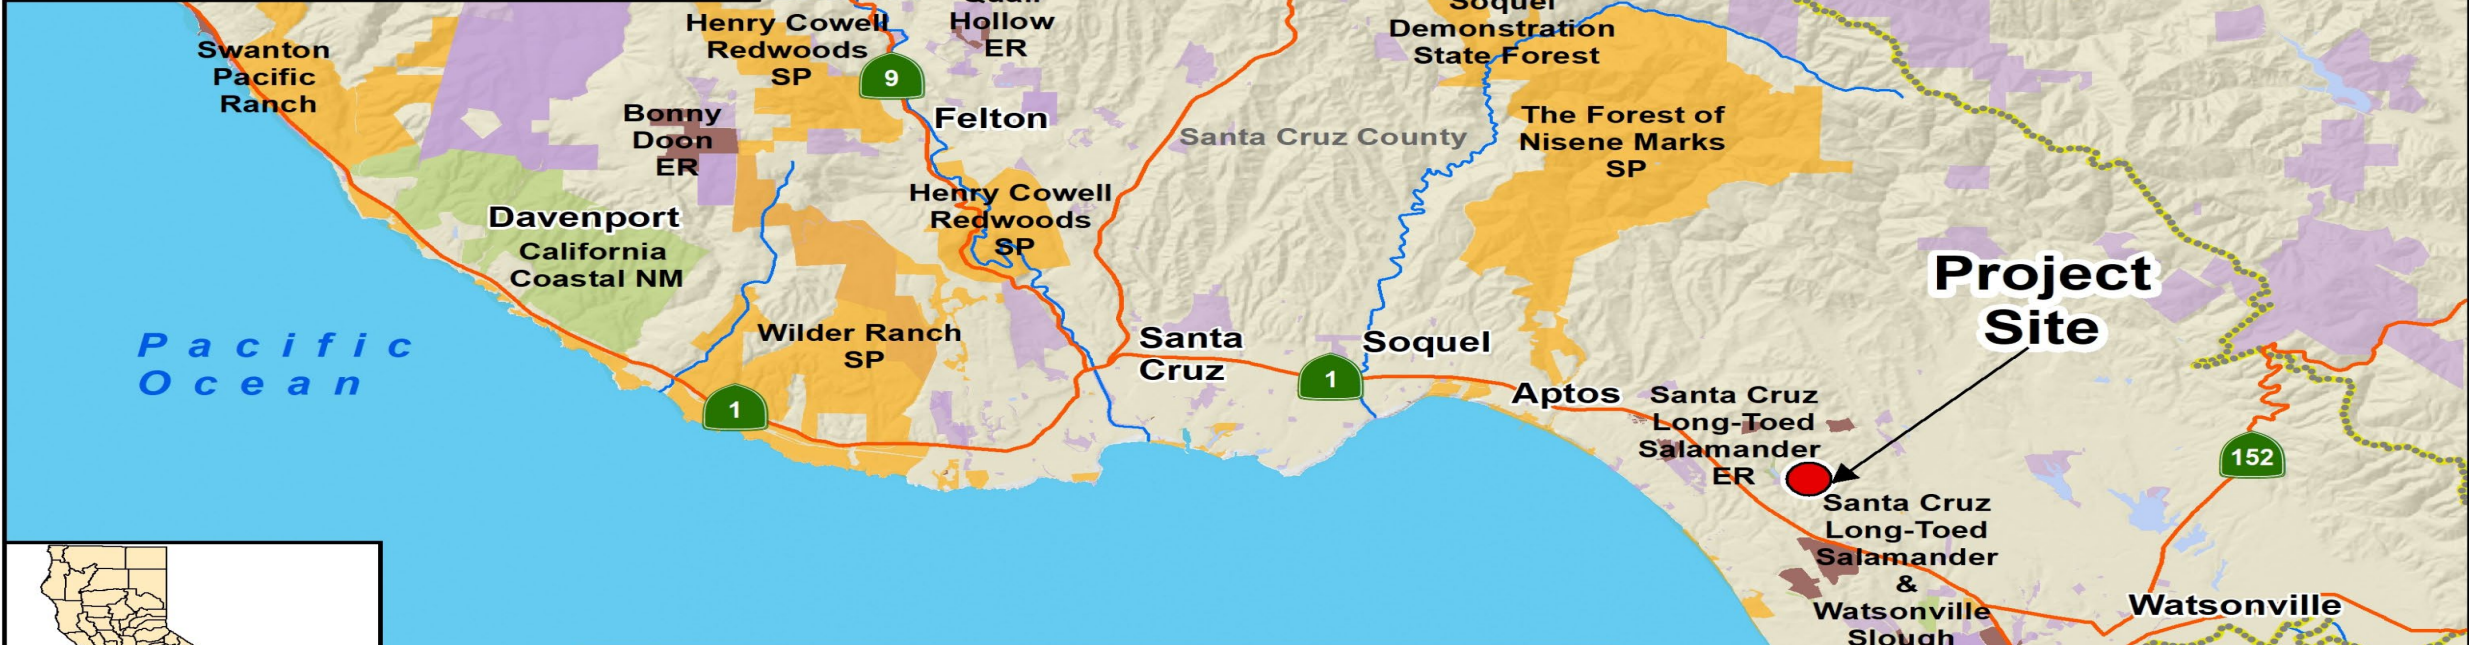 Swanton
Pacific
Ranch
Henry Cowell
Redwoods
SP
9
Quail
Hollow
ER
Bonny
Doon
ER
Felton
Santa Cruz County
Soquel
Demonstration
State Forest
The Forest of
Nisene Marks
SP
Henry Cowell
Redwoods
SP
Davenport
California
Coastal NM
Pacific
Ocean
Wilder Ranch
SP
1
Santa
Cruz
1
Soquel
Aptos
Project
Site
Santa Cruz
Long-Toed
Salamander
ER
152
Santa Cruz
Long-Toed
Salamander
&
Watsonville
Slough
Watsonville